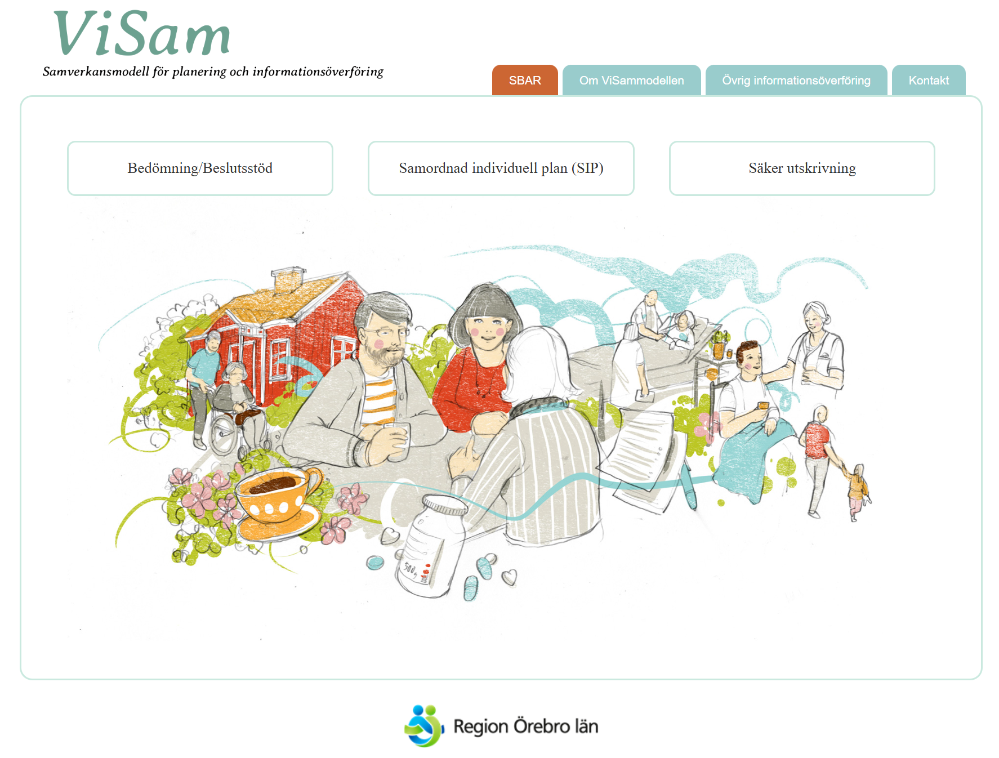 ViSam
Samverkansmodell för planering och informationsöverföring
SBAR
Om ViSammodellen
Övrig informationsöverföring
Kontakt
Bedömning/Beslutsstöd
Samordnad individuell plan (SIP)
Säker utskrivning
500g
Region Örebro län